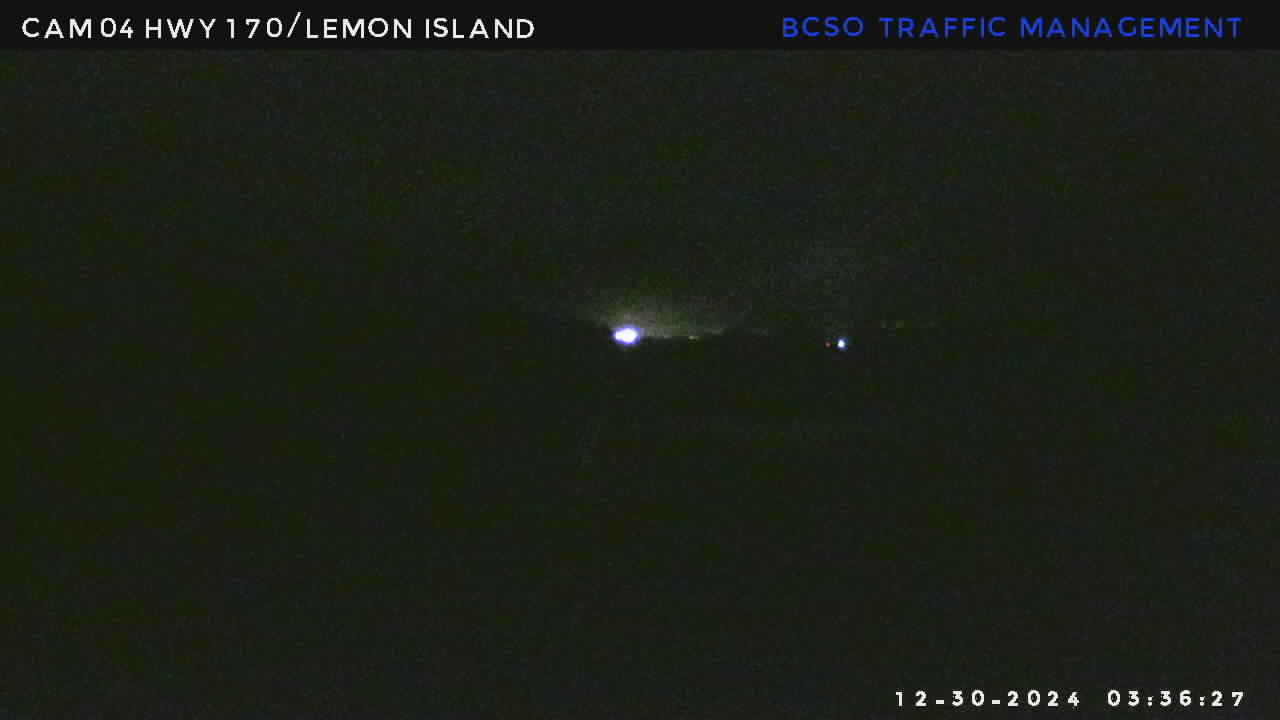 CAM 04 HWY 170/LEMON ISLAND
BCSO TRAFFIC MANAGEMENT
12-30-2024 03:36:27